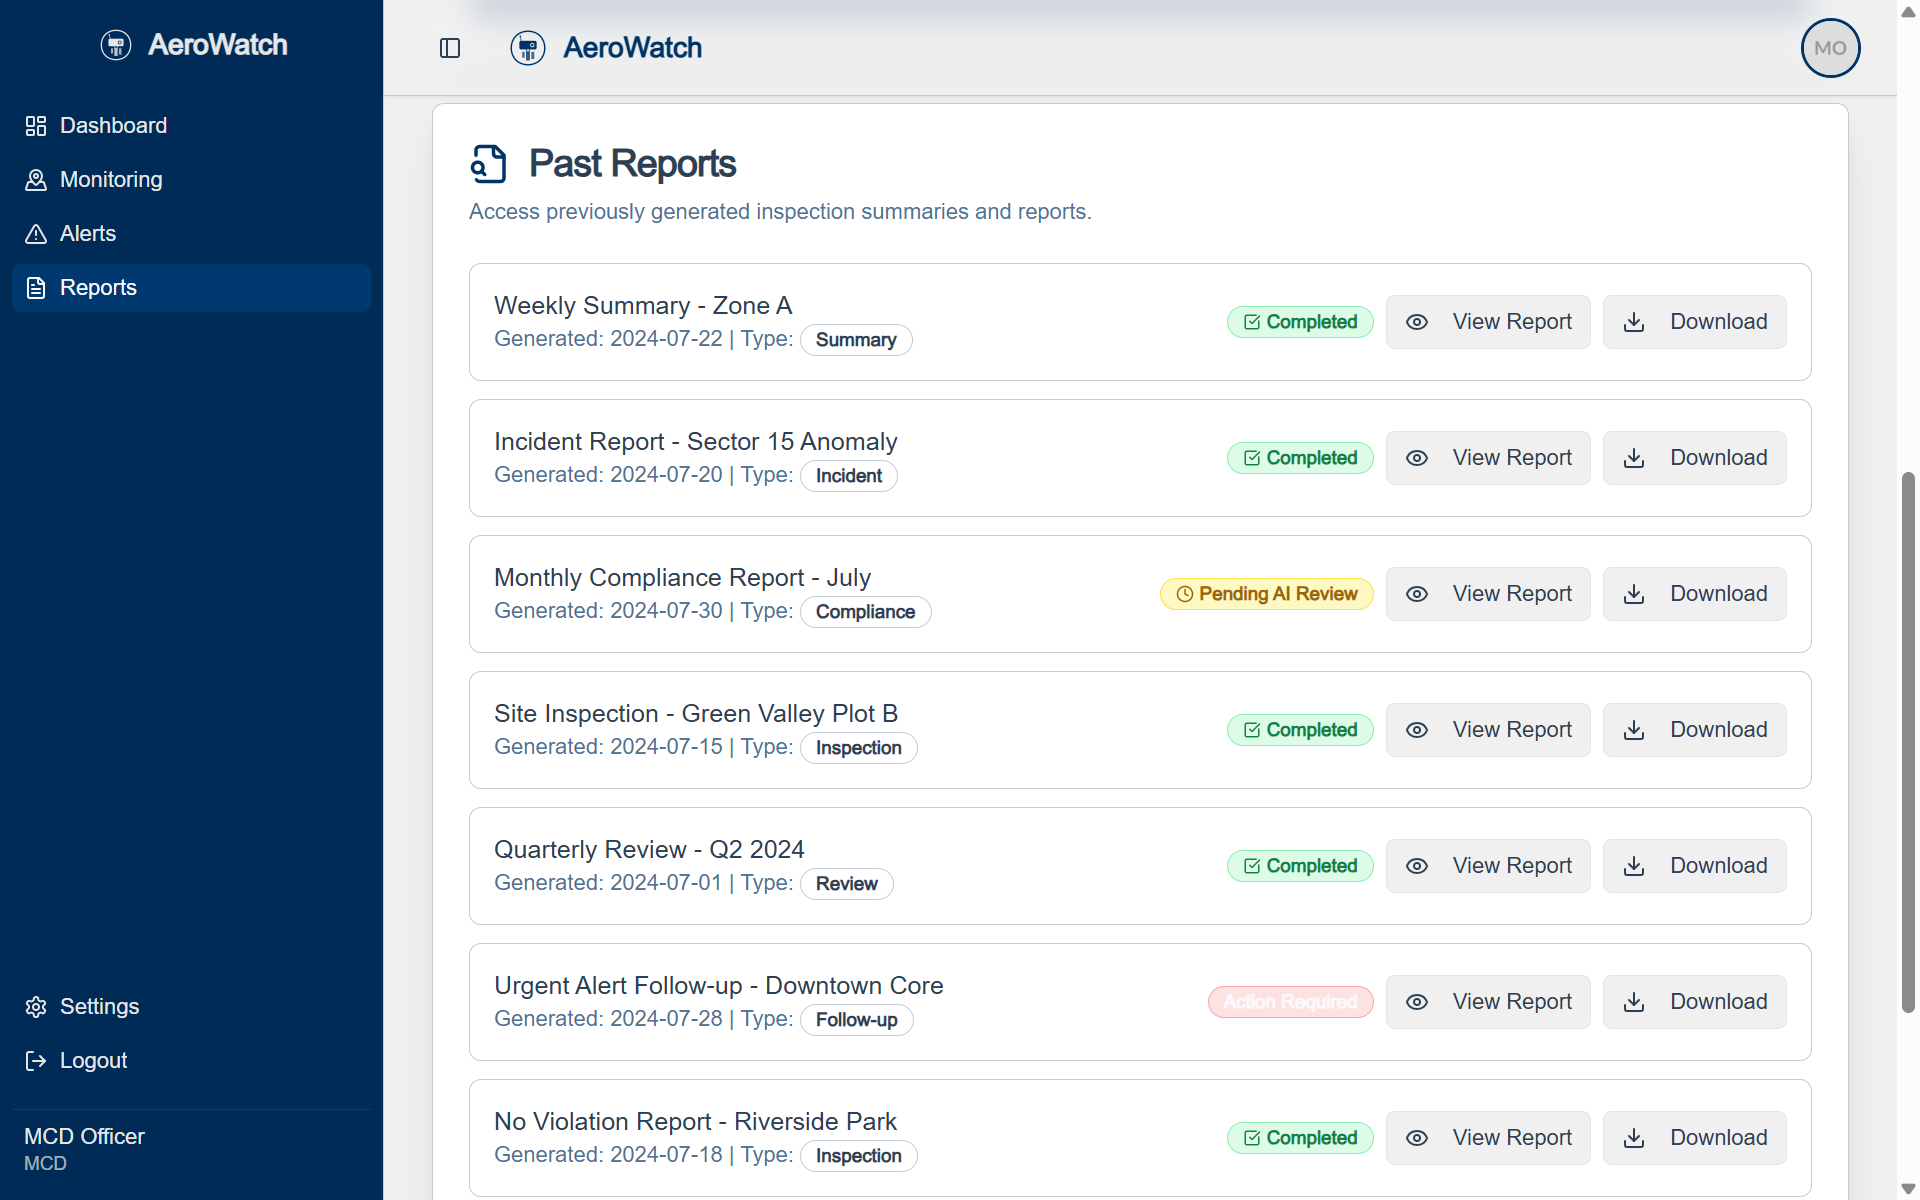 AeroWatch
Dashboard
Monitoring
Alerts
Reports
Settings
Logout
MCD Officer
MCD
AeroWatch
MO
Past Reports
Access previously generated inspection summaries and reports.
Weekly Summary - Zone A
Generated: 2024-07-22 | Type: Summary
Completed
View Report
Download
Incident Report - Sector 15 Anomaly
Generated: 2024-07-20 | Type: Incident
Completed
View Report
Download
Monthly Compliance Report - July
Generated: 2024-07-30 | Type: Compliance
Pending AI Review
View Report
Download
Site Inspection - Green Valley Plot B
Generated: 2024-07-15 | Type: Inspection
Completed
View Report
Download
Quarterly Review - Q2 2024
Generated: 2024-07-01 | Type: Review
Completed
View Report
Download
Urgent Alert Follow-up - Downtown Core
Generated: 2024-07-28 | Type: Follow-up
Action Required
View Report
Download
No Violation Report - Riverside Park
Generated: 2024-07-18 | Type: Inspection
Completed
View Report
Download